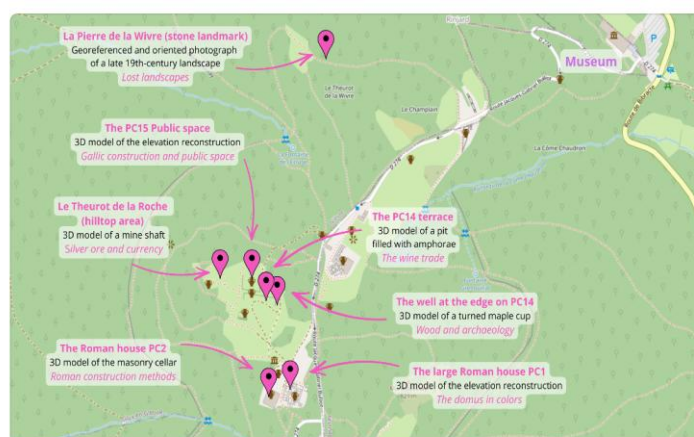 La Pierre de la Wivre (stone landmark)
Georeferenced and oriented photograph
of a late 19th-century landscape
Lost landscapes
Museum
P
Le Theurot
de la Wivre
Le Champlain
La Côme Chaudron
The PC15 Public space
3D model of the elevation reconstruction
Gallic construction and public space
Le Theurot de la Roche
(hilltop area)
3D model of a mine shaft
Silver ore and currency
The PC14 terrace
3D model of a pit
filled with amphorae
The wine trade
The well at the edge on PC14
3D model of a turned maple cup
Wood and archaeology
The Roman house PC2
3D model of the masonry cellar
Roman construction methods
The large Roman house PC1
3D model of the elevation reconstruction
The domus in colors